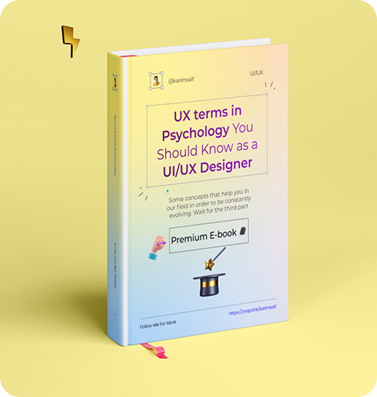 @karimsaif
UI/UX
UX terms in
Psychology You
Should Know as a
UI/UX Designer
Some concepts that help you in
our field in order to be constantly
evolving. Wait for the third part
Premium E-book
Follow Me For More